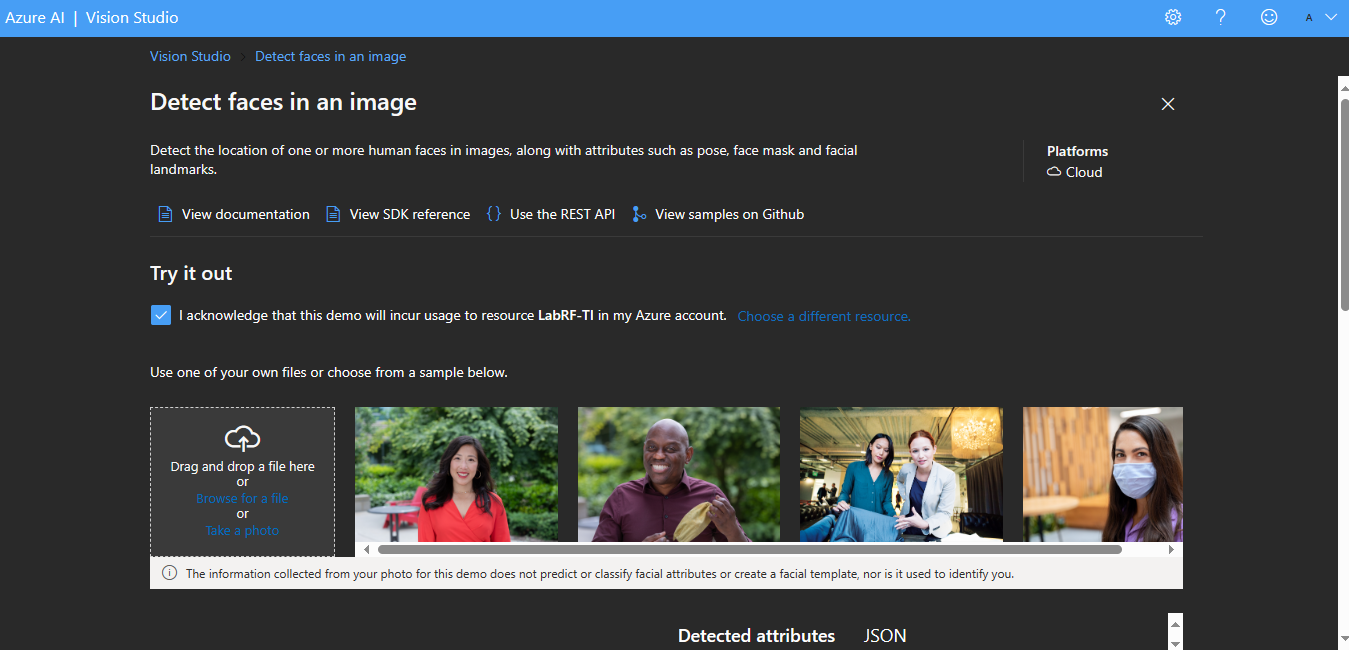 Azure AI | Vision Studio
A
Vision Studio > Detect faces in an image
Detect faces in an image
Detect the location of one or more human faces in images, along with attributes such as pose, face mask and facial
landmarks.
Platforms
Cloud
View documentation View SDK reference {} Use the REST API View samples on Github
Try it out
I acknowledge that this demo will incur usage to resource LabRF-TI in my Azure account. Choose a different resource.
Use one of your own files or choose from a sample below.
Drag and drop a file here
or
Browse for a file
or
Take a photo
The information collected from your photo for this demo does not predict or classify facial attributes or create a facial template, nor is it used to identify you.
Detected attributes JSON